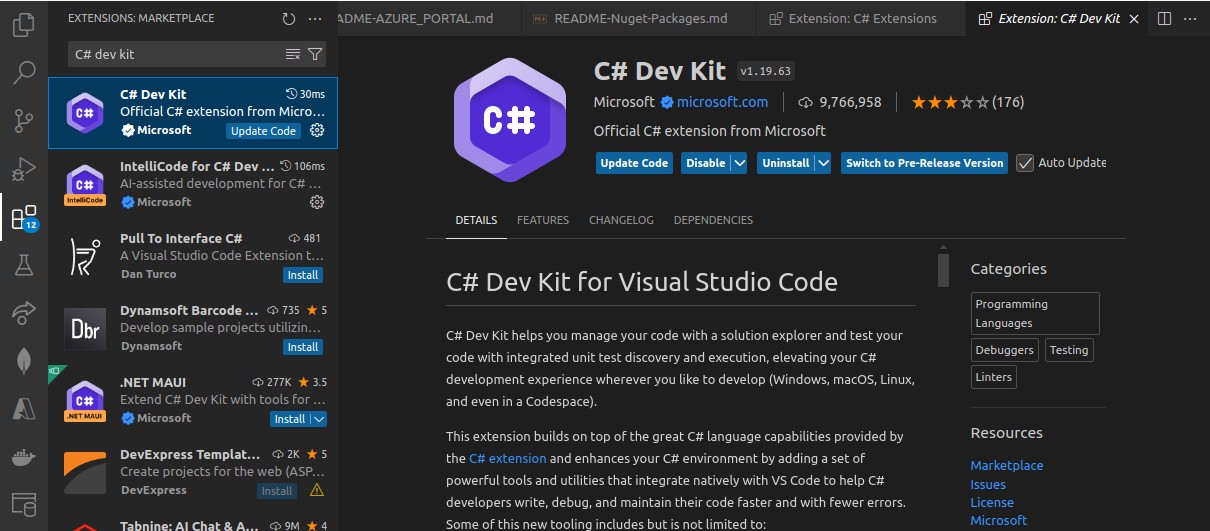 EXTENSIONS: MARKETPLACE
C# dev kit
12
C# Dev Kit 30ms
Official C# extension from Micro...
Microsoft Update Code
IntelliCode for C# Dev ... 106ms
AI-assisted development for C# ...
Microsoft
C#
IntelliCode
Pull To Interface C# 481
A Visual Studio Code Extension t...
Dan Turco Install
Dynamsoft Barcode ... 735 ★ 5
Develop sample projects utilizin...
Dynamsoft Install
Dbr
.NET MAUI 277K ★ 3.5
Extend C# Dev Kit with tools for ...
Microsoft Install
C#
.NET MAUI
DevExpress Templat... 2K ★ 5
Create projects for the web (ASP...
DevExpress Install
Tabnine: AI Chat & A... 9M ★ 4
ADME-AZURE_PORTAL.md README-Nuget-Packages.md Extension: C# Extensions Extension: C# Dev Kit
C#
C# Dev Kit v1.19.63
Microsoft microsoft.com 9,766,958 ★★★☆☆ (176)
Official C# extension from Microsoft
Update Code Disable Uninstall Switch to Pre-Release Version Auto Update
DETAILS FEATURES CHANGELOG DEPENDENCIES
C# Dev Kit for Visual Studio Code
C# Dev Kit helps you manage your code with a solution explorer and test your
code with integrated unit test discovery and execution, elevating your C#
development experience wherever you like to develop (Windows, macOS, Linux,
and even in a Codespace).
This extension builds on top of the great C# language capabilities provided by
the C# extension and enhances your C# environment by adding a set of
powerful tools and utilities that integrate natively with VS Code to help C#
developers write, debug, and maintain their code faster and with fewer errors.
Some of this new tooling includes but is not limited to:
Categories
Programming
Languages
Debuggers Testing
Linters
Resources
Marketplace
Issues
License
Microsoft